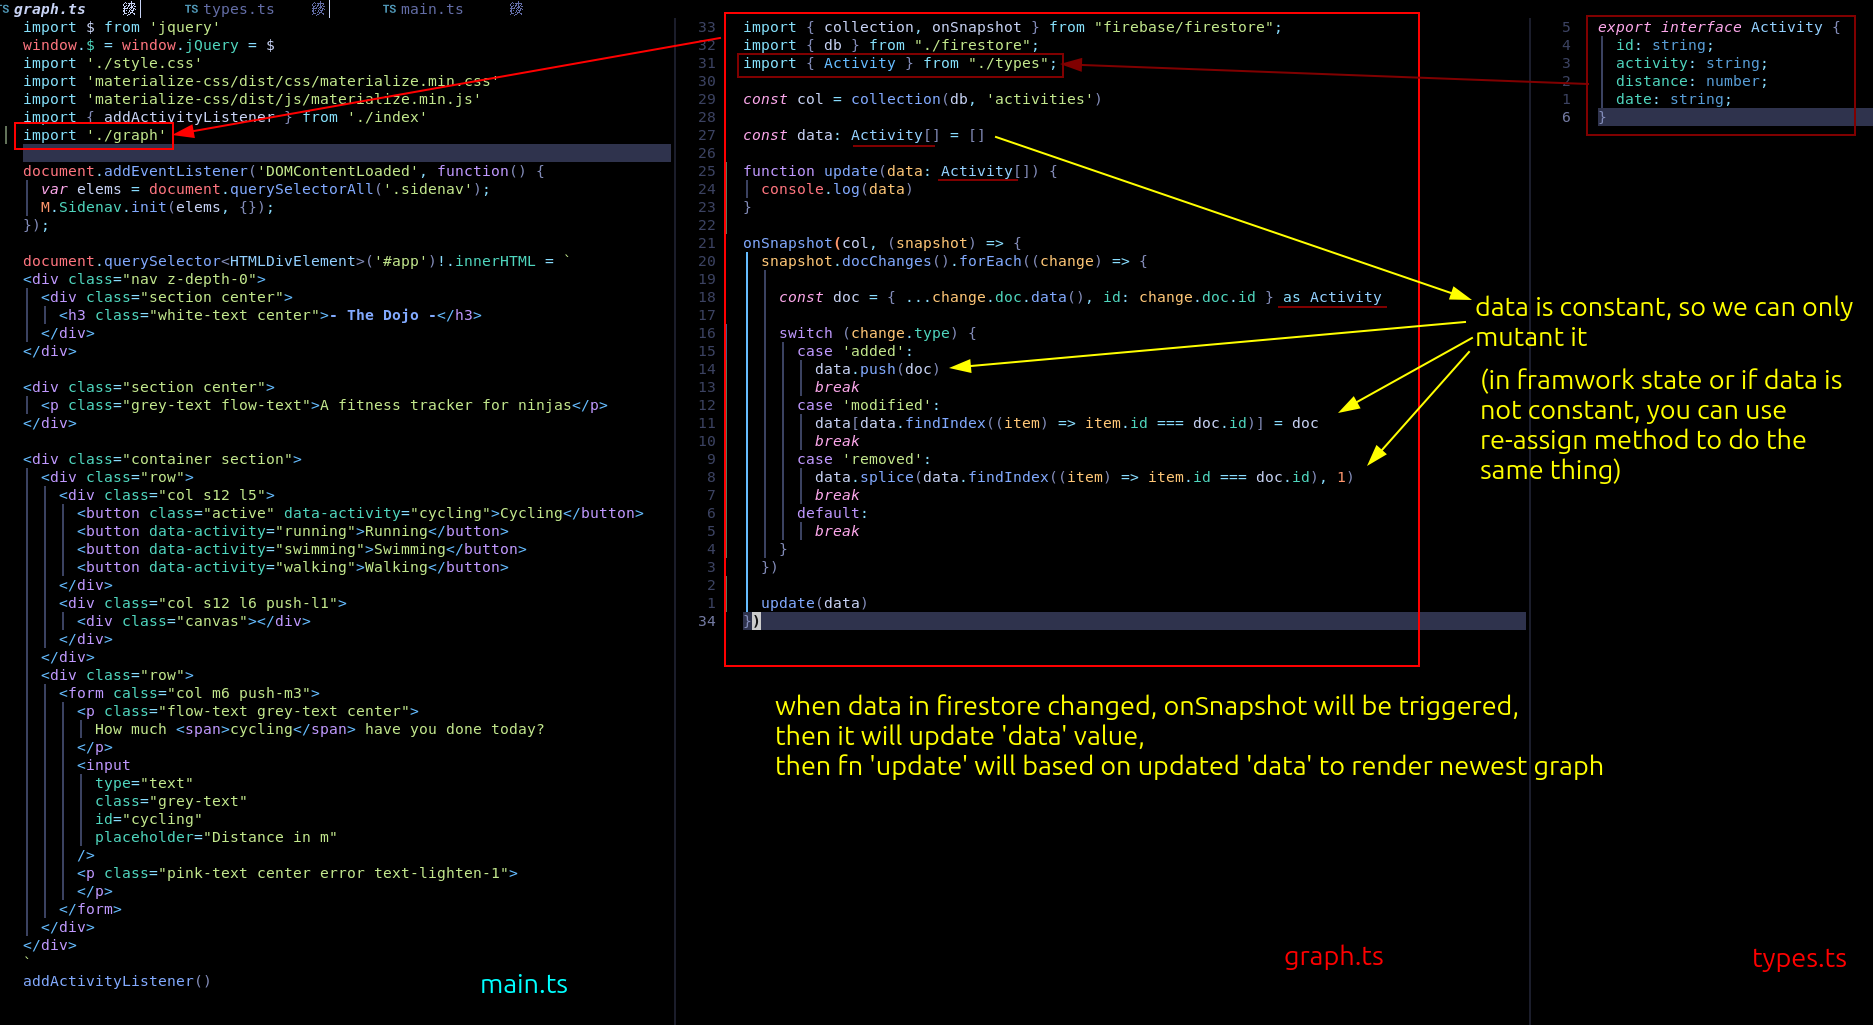 TS graph.ts
TS types.ts
TS main.ts
import $ from 'jquery'
window.$ = window.jQuery = $
import './style.css'
import 'materialize-css/dist/css/materialize.min.css'
import 'materialize-css/dist/js/materialize.min.js'
import { addActivityListener } from './index'
import './graph'
document.addEventListener('DOMContentLoaded', function() {
var elems = document.querySelectorAll('.sidenav');
M.Sidenav.init(elems, {});
});
document.querySelector<HTMLDivElement>('#app')!.innerHTML = `
<div class="nav z-depth-0">
<div class="section center">
<h3 class="white-text center">- The Dojo -</h3>
</div>
</div>
<div class="section center">
<p class="grey-text flow-text">A fitness tracker for ninjas</p>
</div>
<div class="container section">
<div class="row">
<div class="col s12 l5">
<button class="active" data-activity="cycling">Cycling</button>
<button data-activity="running">Running</button>
<button data-activity="swimming">Swimming</button>
<button data-activity="walking">Walking</button>
</div>
<div class="col s12 l6 push-l1">
<div class="canvas"></div>
</div>
</div>
<div class="row">
<form calss="col m6 push-m3">
<p class="flow-text grey-text center">
How much <span>cycling</span> have you done today?
</p>
<input
type="text"
class="grey-text"
id="cycling"
placeholder="Distance in m"
/>
<p class="pink-text center error text-lighten-1">
</p>
</form>
</div>
</div>
`
addActivityListener()
main.ts
33 import { collection, onSnapshot } from "firebase/firestore";
32 import { db } from "./firestore";
31 import { Activity } from "./types";
30
29 const col = collection(db, 'activities')
28
27 const data: Activity[] = []
26
25 function update(data: Activity[]) {
24 console.log(data)
23 }
22
21 onSnapshot(col, (snapshot) => {
20 snapshot.docChanges().forEach((change) => {
19
18 const doc = { ...change.doc.data(), id: change.doc.id } as Activity
17
16 switch (change.type) {
15 case 'added':
14 data.push(doc)
13 break
12 case 'modified':
11 data[data.findIndex((item) => item.id === doc.id)] = doc
10 break
9 case 'removed':
8 data.splice(data.findIndex((item) => item.id === doc.id), 1)
7 break
6 default:
5 break
4 }
3 })
2
1 update(data)
34 })
when data in firestore changed, onSnapshot will be triggered,
then it will update 'data' value,
then fn 'update' will based on updated 'data' to render newest graph
graph.ts
5 export interface Activity {
4 id: string;
3 activity: string;
2 distance: number;
1 date: string;
6 }
data is constant, so we can only
mutant it
(in framwork state or if data is
not constant, you can use
re-assign method to do the
same thing)
types.ts